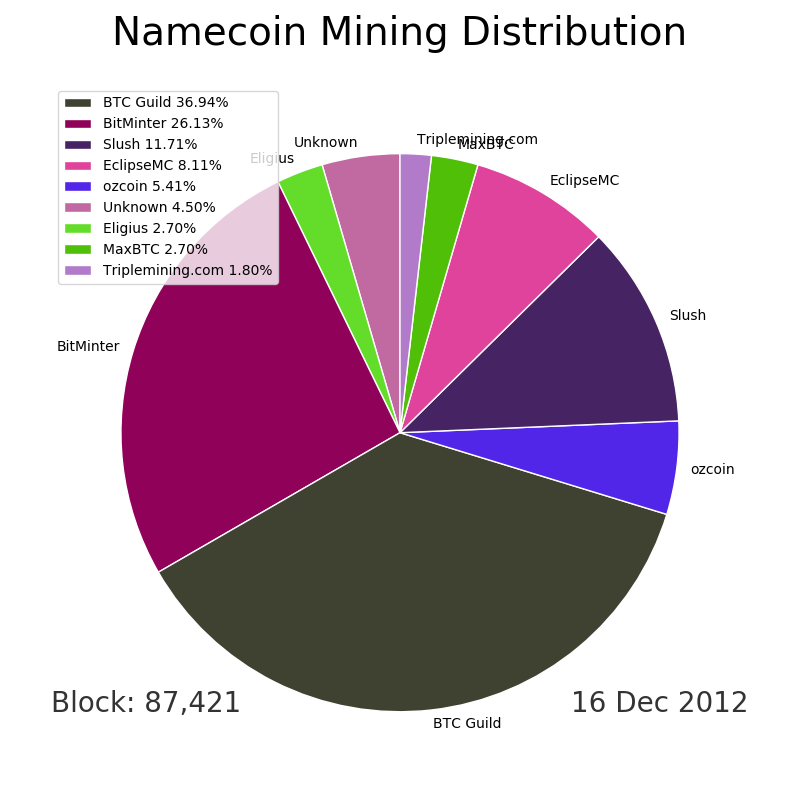 Namecoin Mining Distribution
BTC Guild 36.94%
BitMinter 26.13%
Slush 11.71%
EclipseMC 8.11%
ozcoin 5.41%
Unknown 4.50%
Eligius 2.70%
MaxBTC 2.70%
Triplemining.com 1.80%
Eligius
Unknown
Triplemining.com
MaxBTC
EclipseMC
Slush
BitMinter
ozcoin
BTC Guild
Block: 87,421
16 Dec 2012